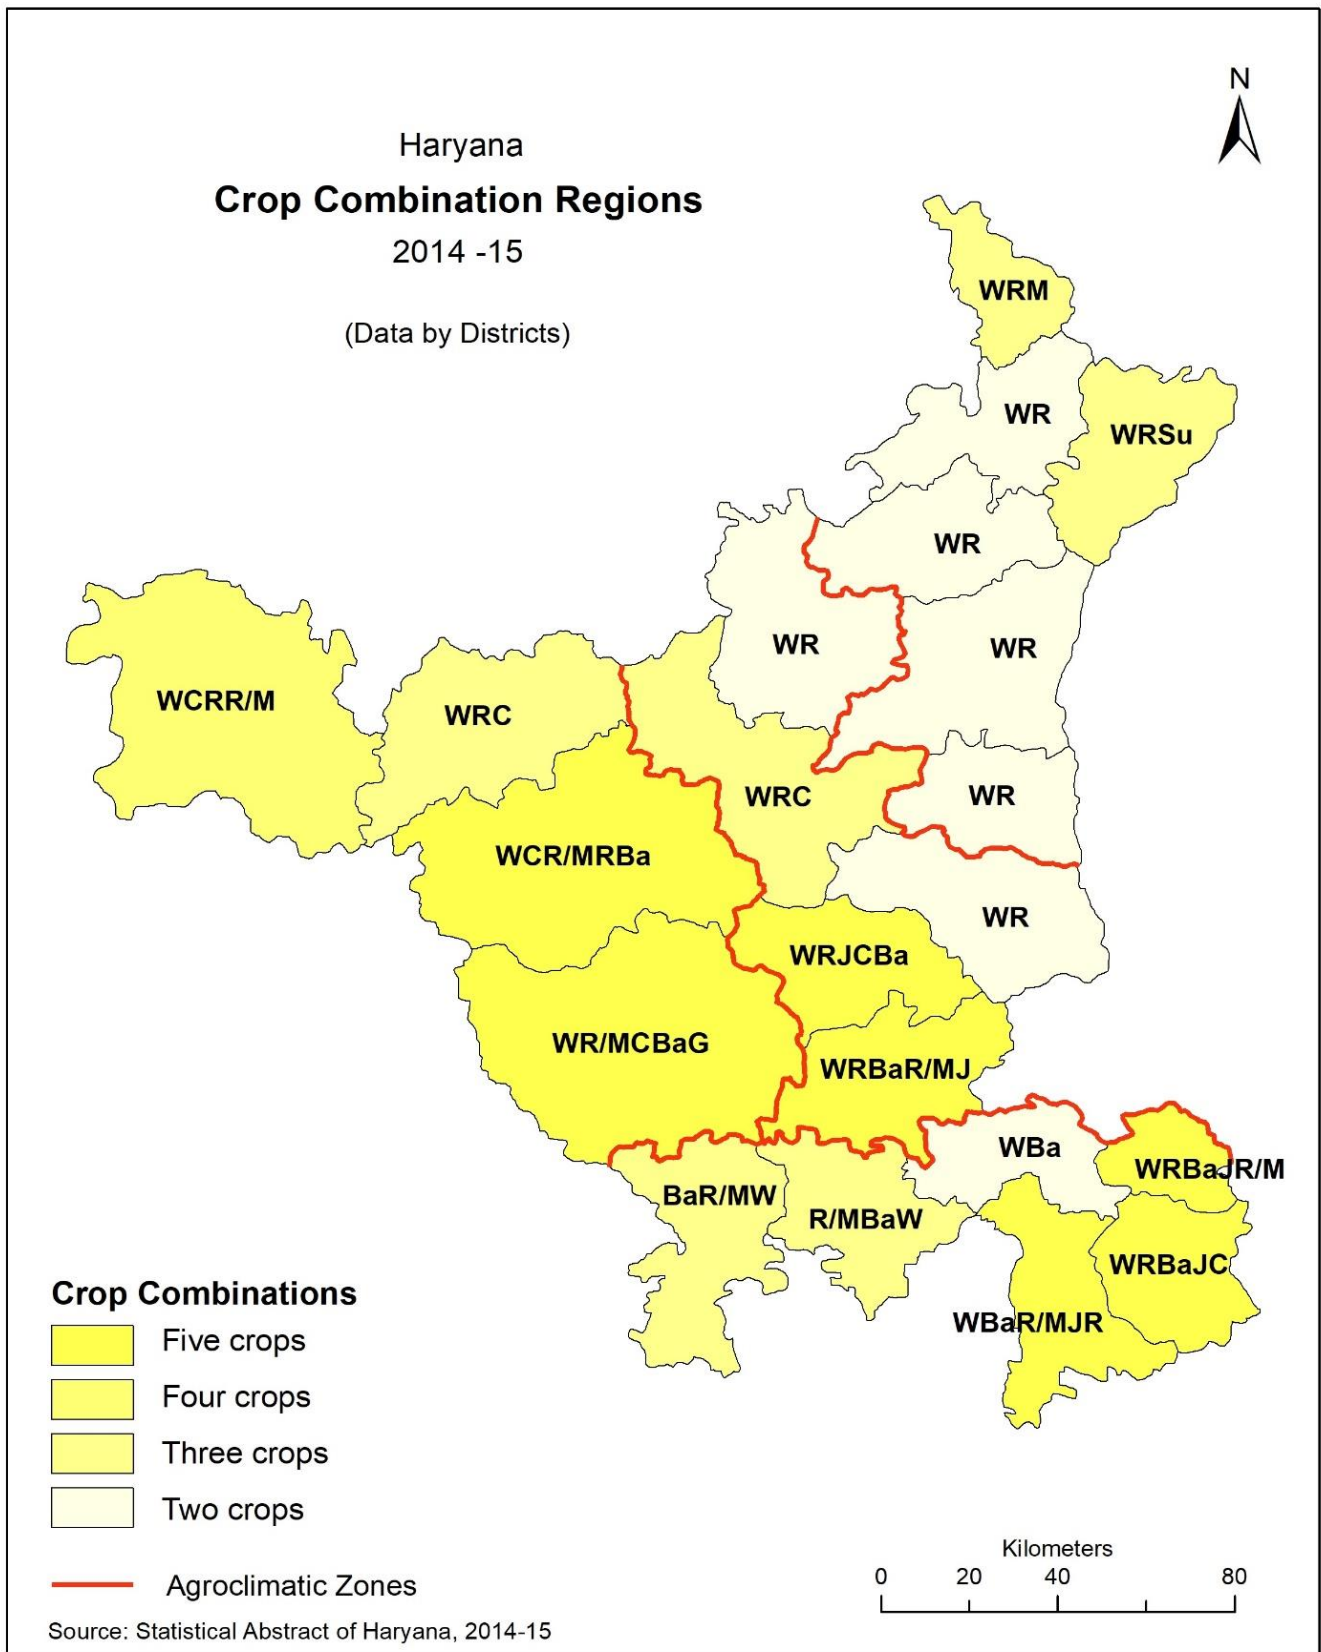 N
Haryana
Crop Combination Regions
2014 -15
(Data by Districts)
WRM
WR
WRSu
WR
WR
WR
WCRR/M
WRC
WRC
WR
WCR/MRBa
WR
WRJCBa
WR/MCBaG
WRBaR/MJ
WBa
WRBaJR/M
BaR/MW
R/MBaW
WRBaJC
WBaR/MJR
Crop Combinations
Five crops
Four crops
Three crops
Two crops
Agroclimatic Zones
Kilometers
0 20 40 80
Source: Statistical Abstract of Haryana, 2014-15